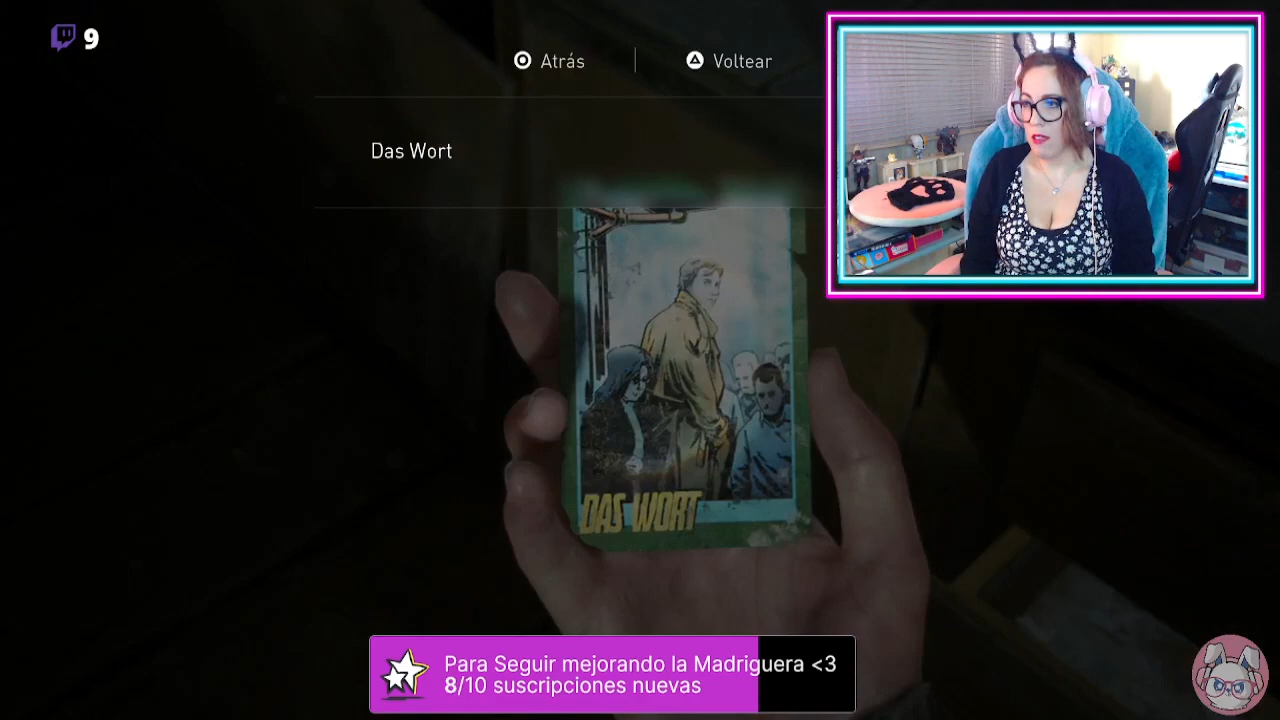 9
Atrás
Voltear
Das Wort
DAS WORT
Para Seguir mejorando la Madriguera <3
8/10 suscripciones nuevas